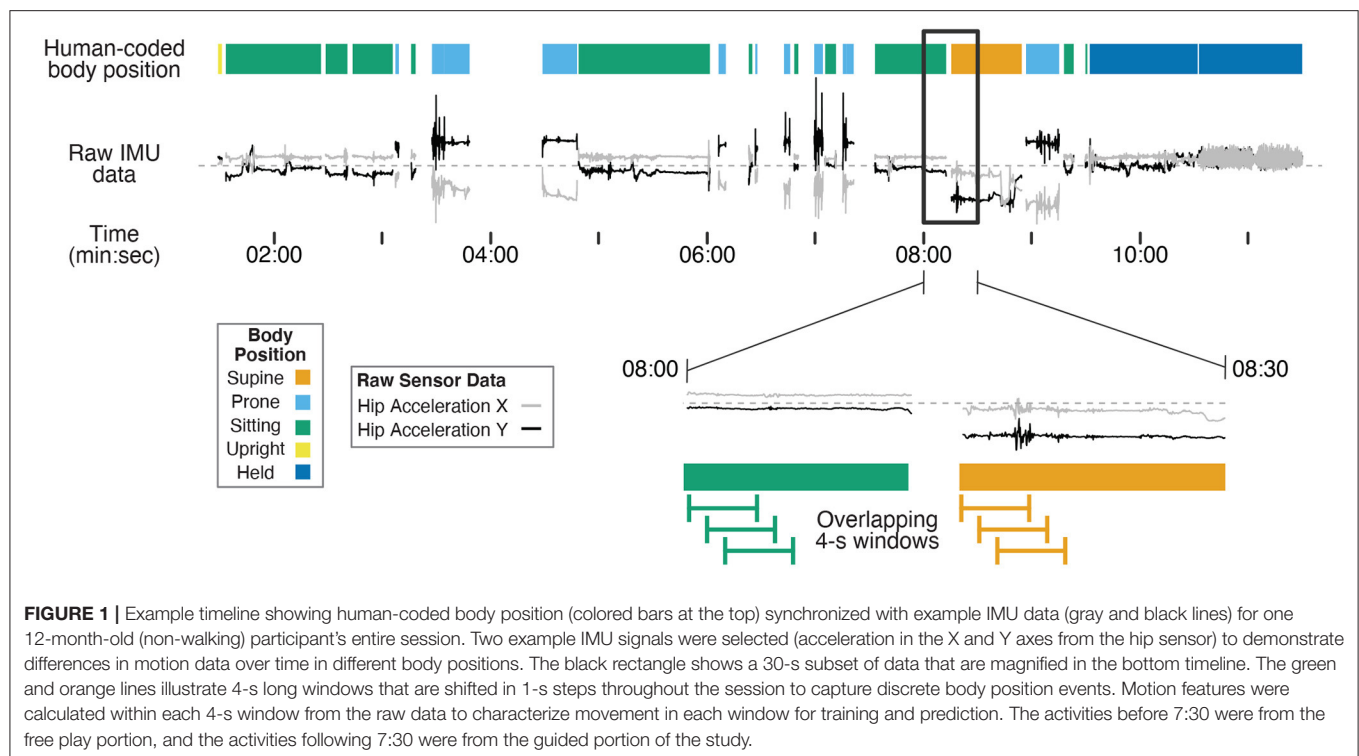 Human-coded
body position
Raw IMU
data
Time
(min:sec)
02:00
04:00
06:00
08:00
10:00
08:00
08:30
Body
Position
Supine
Prone
Sitting
Upright
Held
Raw Sensor Data
Hip Acceleration X
Hip Acceleration Y
Overlapping
4-s windows
FIGURE 1 | Example timeline showing human-coded body position (colored bars at the top) synchronized with example IMU data (gray and black lines) for one
12-month-old (non-walking) participant's entire session. Two example IMU signals were selected (acceleration in the X and Y axes from the hip sensor) to demonstrate
differences in motion data over time in different body positions. The black rectangle shows a 30-s subset of data that are magnified in the bottom timeline. The green
and orange lines illustrate 4-s long windows that are shifted in 1-s steps throughout the session to capture discrete body position events. Motion features were
calculated within each 4-s window from the raw data to characterize movement in each window for training and prediction. The activities before 7:30 were from the
free play portion, and the activities following 7:30 were from the guided portion of the study.